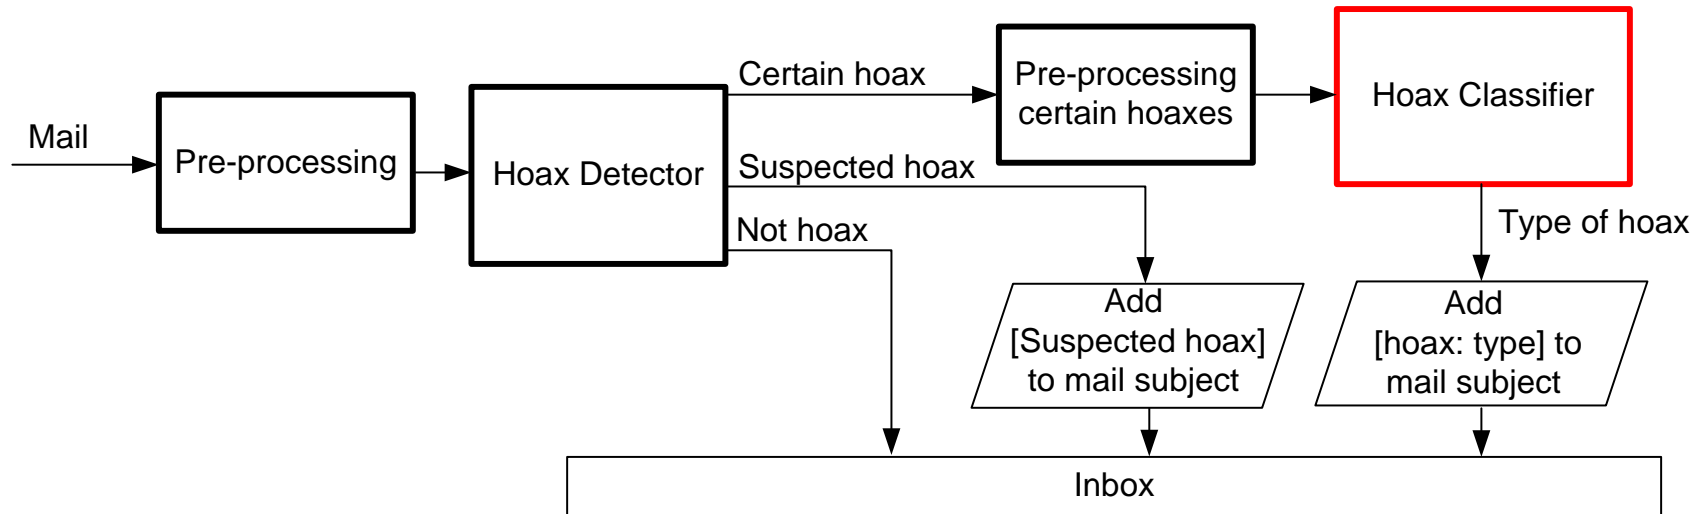 Mail
Pre-processing
Hoax Detector
Certain hoax
Suspected hoax
Not hoax
Pre-processing
certain hoaxes
Hoax Classifier
Type of hoax
Add
[Suspected hoax]
to mail subject
Add
[hoax: type] to
mail subject
Inbox